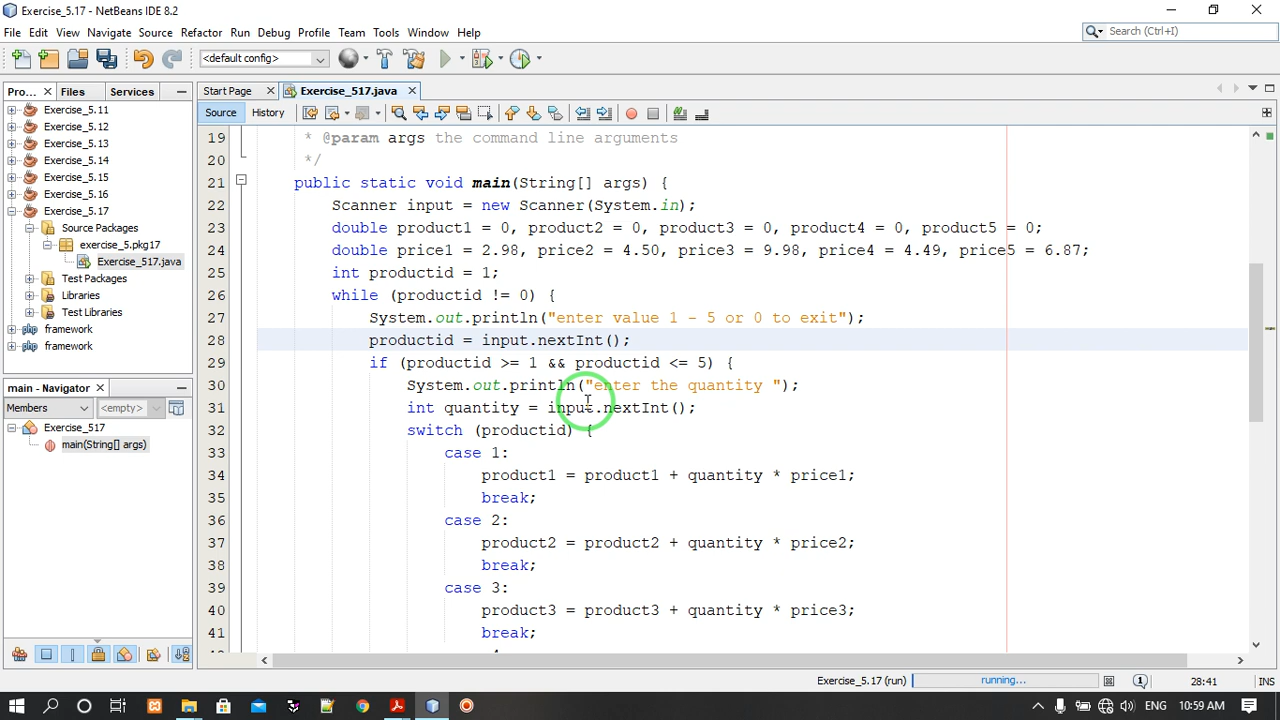 Exercise_5.17 - NetBeans IDE 8.2
File Edit View Navigate Source Refactor Run Debug Profile Team Tools Window Help
Search (Ctrl+I)
<default config>
Pro... Files Services
Start Page Exercise_517.java
Source History
Exercise_5.11
Exercise_5.12
Exercise_5.13
Exercise_5.14
Exercise_5.15
Exercise_5.16
Exercise_5.17
Source Packages
exercise_5.pkg17
Exercise_517.java
Test Packages
Libraries
Test Libraries
framework
framework
main - Navigator
Members <empty>
Exercise_517
main(String[] args)
19 * @param args the command line arguments
20 */
21 public static void main(String[] args) {
22 Scanner input = new Scanner(System.in);
23 double product1 = 0, product2 = 0, product3 = 0, product4 = 0, product5 = 0;
24 double price1 = 2.98, price2 = 4.50, price3 = 9.98, price4 = 4.49, price5 = 6.87;
25 int productid = 1;
26 while (productid != 0) {
27 System.out.println("enter value 1 - 5 or 0 to exit");
28 productid = input.nextInt();
29 if (productid >= 1 && productid <= 5) {
30 System.out.println("enter the quantity ");
31 int quantity = input.nextInt();
32 switch (productid) {
33 case 1:
34 product1 = product1 + quantity * price1;
35 break;
36 case 2:
37 product2 = product2 + quantity * price2;
38 break;
39 case 3:
40 product3 = product3 + quantity * price3;
41 break;
Exercise_5.17 (run) running... 28:41 INS
ENG 10:59 AM